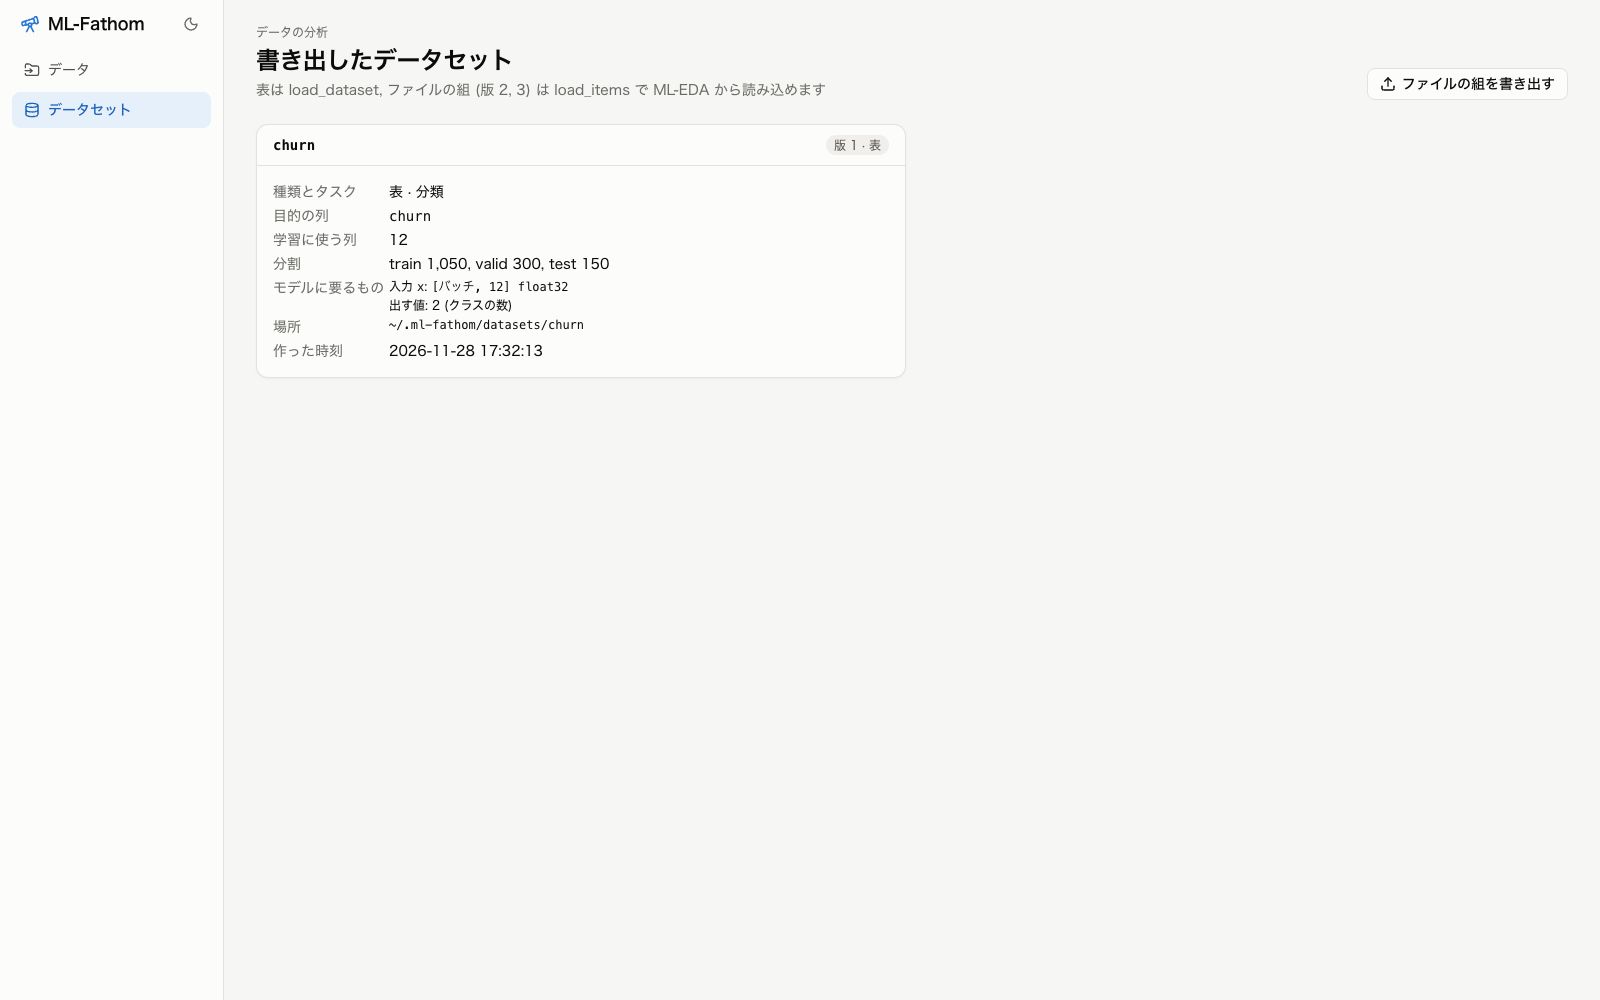 ML-Fathom
データ
データセット
データの分析
書き出したデータセット
表は load_dataset, ファイルの組 (版 2, 3) は load_items で ML-EDA から読み込めます
ファイルの組を書き出す
churn
版 1 · 表
種類とタスク 表 · 分類
目的の列 churn
学習に使う列 12
分割 train 1,050, valid 300, test 150
モデルに要るもの 入力 x: [バッチ, 12] float32
出す値: 2 (クラスの数)
場所 ~/.ml-fathom/datasets/churn
作った時刻 2026-11-28 17:32:13